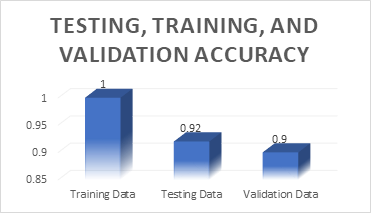 TESTING, TRAINING, AND
VALIDATION ACCURACY
1
0.95
0.9
0.85
1
0.92
0.9
Training Data
Testing Data
Validation Data